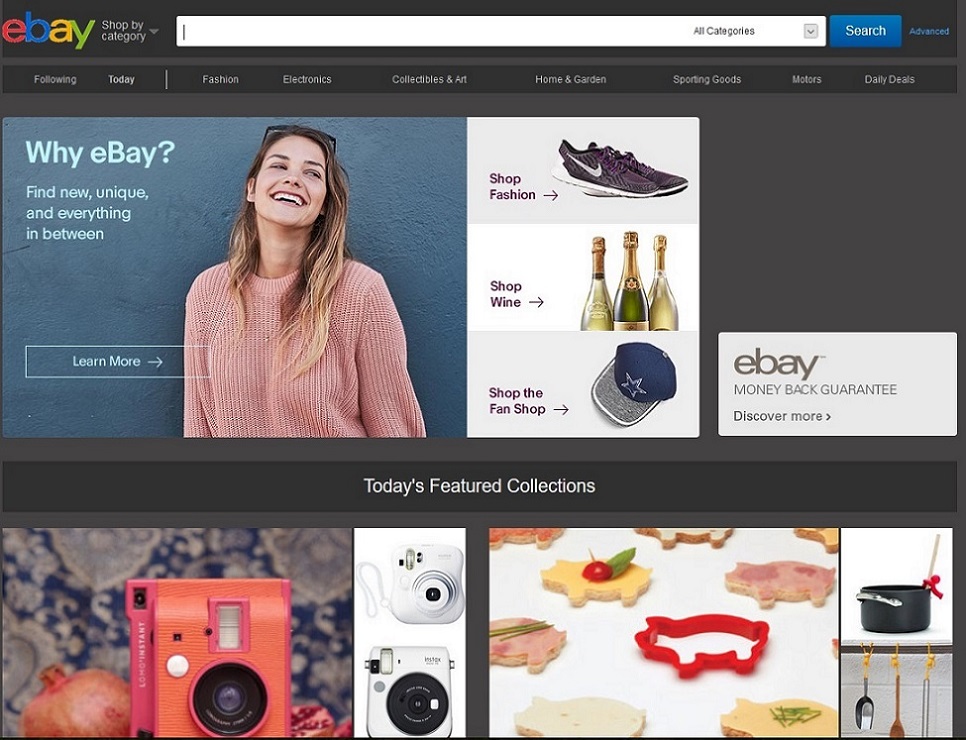 ebay
Shop by
category
All Categories
Search
Advanced
Following
Today
Fashion
Electronics
Collectibles & Art
Home & Garden
Sporting Goods
Motors
Daily Deals
Why eBay?
Find new, unique,
and everything
in between
Learn More →
Shop
Fashion →
Shop
Wine →
Shop the
Fan Shop →
ebay™
MONEY BACK GUARANTEE
Discover more ›
Today's Featured Collections
LOMO'INSTANT
instax